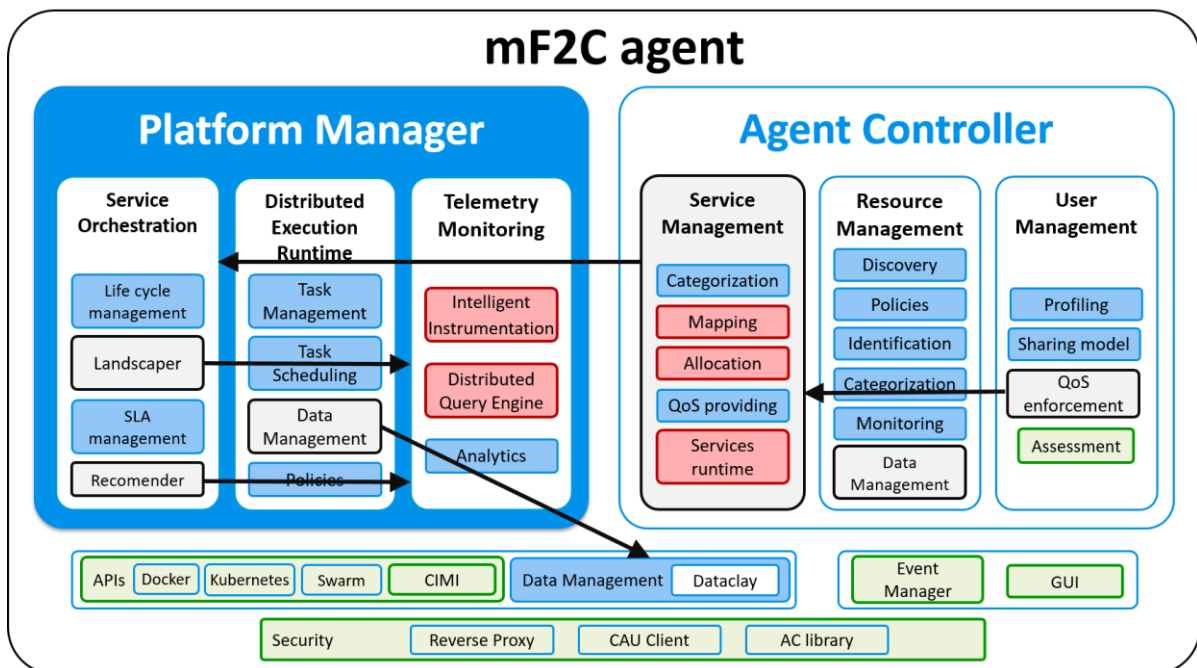 mF2C agent
Platform Manager
Service
Orchestration
Life cycle
management
Landscaper
SLA
management
Recomender
Distributed
Execution
Runtime
Task
Management
Task
Scheduling
Data
Management
Policies
Telemetry
Monitoring
Intelligent
Instrumentation
Distributed
Query Engine
Analytics
Agent Controller
Service
Management
Categorization
Mapping
Allocation
QoS providing
Services
runtime
Resource
Management
Discovery
Policies
Identification
Categorization
Monitoring
Data
Management
User
Management
Profiling
Sharing model
QoS
enforcement
Assessment
APIs
Docker
Kubernetes
Swarm
CIMI
Data Management
Dataclay
Event
Manager
GUI
Security
Reverse Proxy
CAU Client
AC library